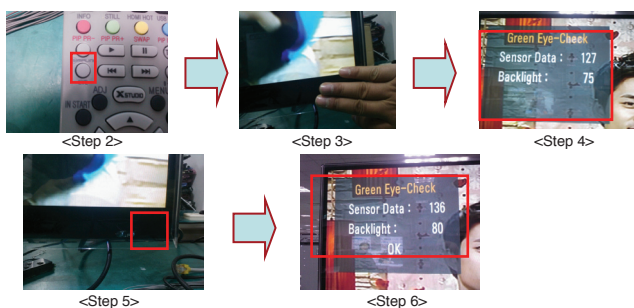 INFO STILL HDMI HOT USB
PIP PR- PIP PR+ SWAP PIP
ADJ XSTUDIO MENU
IN START
<Step 2>
<Step 3>
Green Eye-Check
Sensor Data : 127
Backlight : 75
<Step 4>
<Step 5>
Green Eye-Check
Sensor Data : 136
Backlight : 80
OK
<Step 6>